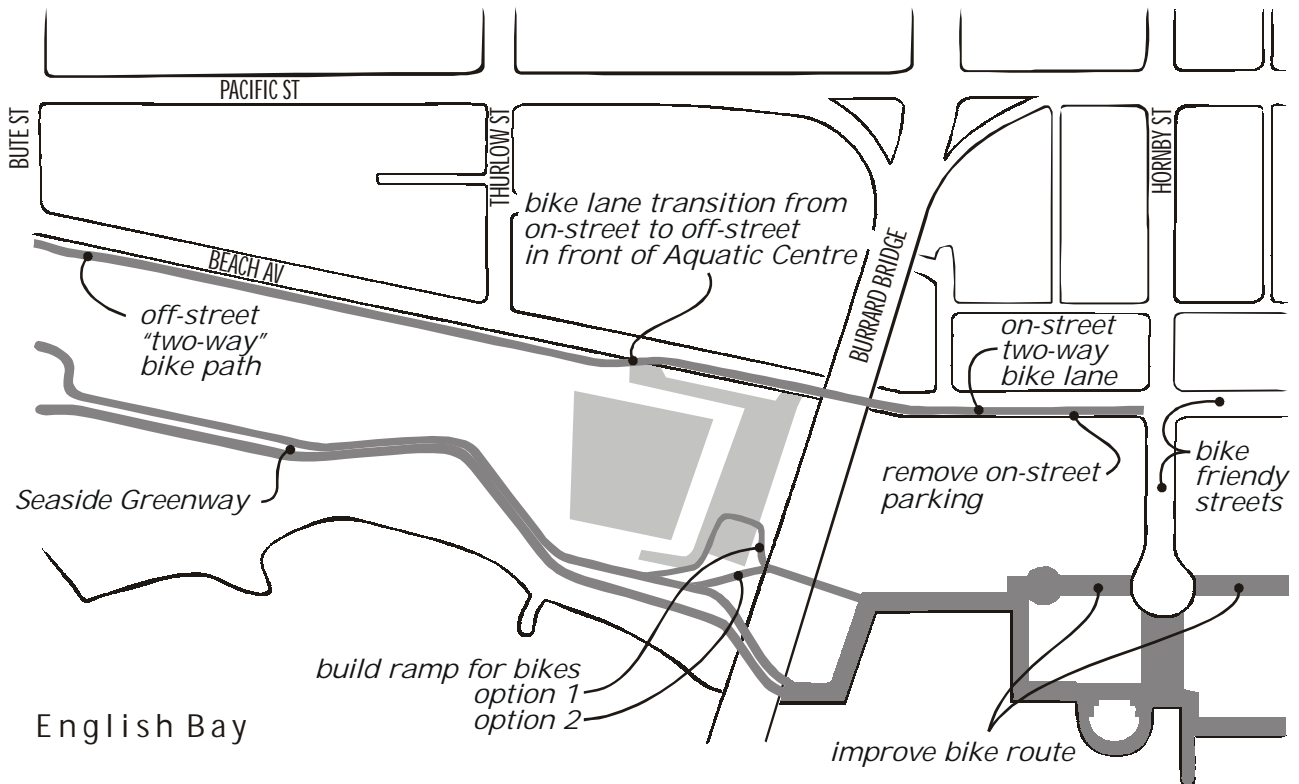 PACIFIC ST
BUTE ST
THURLOW ST
HORNBY ST
bike lane transition from
on-street to off-street
in front of Aquatic Centre
BEACH AV
BURRARD BRIDGE
off-street
“two-way”
bike path
on-street
two-way
bike lane
Seaside Greenway
remove on-street
parking
bike
friendy
streets
build ramp for bikes
option 1
option 2
English Bay
improve bike route